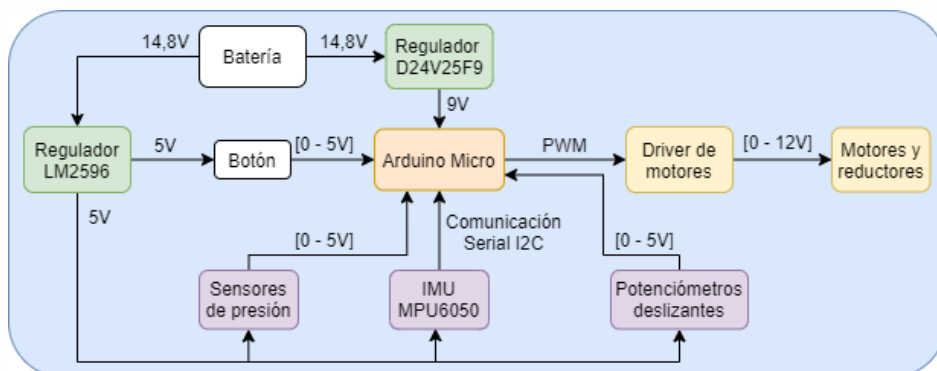 14,8V
Batería
14,8V
Regulador
D24V25F9
9V
Regulador
LM2596
5V
Botón
[0 - 5V]
Arduino Micro
PWM
Driver de
motores
[0 - 12V]
Motores y
reductores
5V
[0 - 5V]
Comunicación
Serial I2C
[0 - 5V]
Sensores
de presión
IMU
MPU6050
Potenciómetros
deslizantes